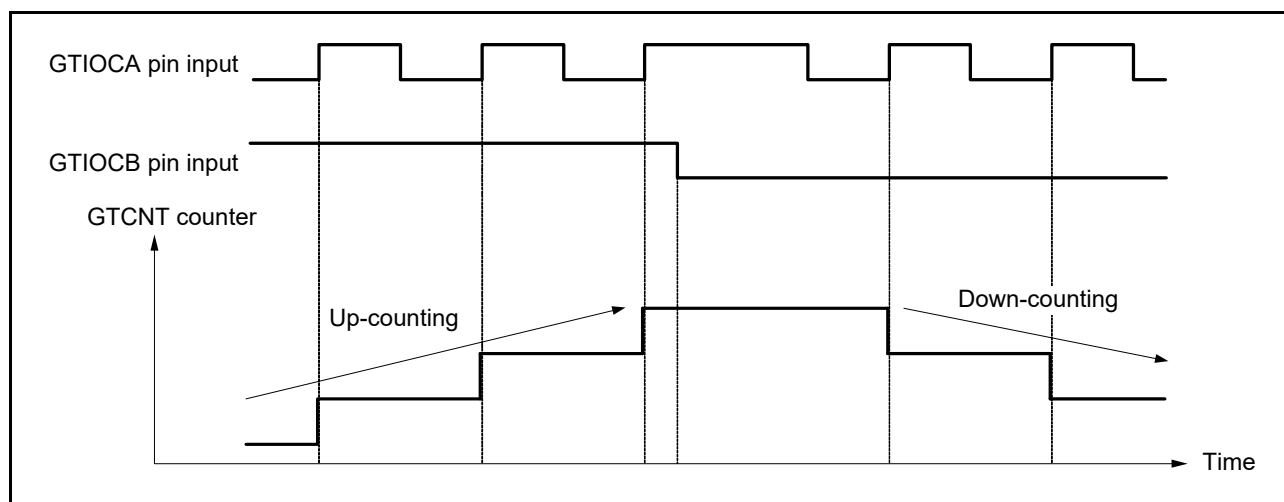 GTIOCA pin input
GTIOCB pin input
GTCNT counter
Up-counting
Down-counting
Time